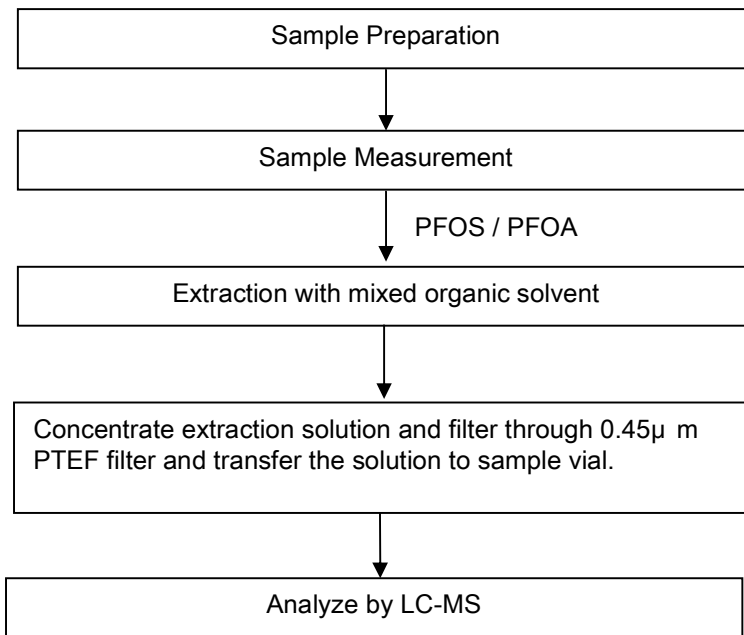 Sample Preparation
Sample Measurement
PFOS / PFOA
Extraction with mixed organic solvent
Concentrate extraction solution and filter through 0.45µ m
PTEF filter and transfer the solution to sample vial.
Analyze by LC-MS